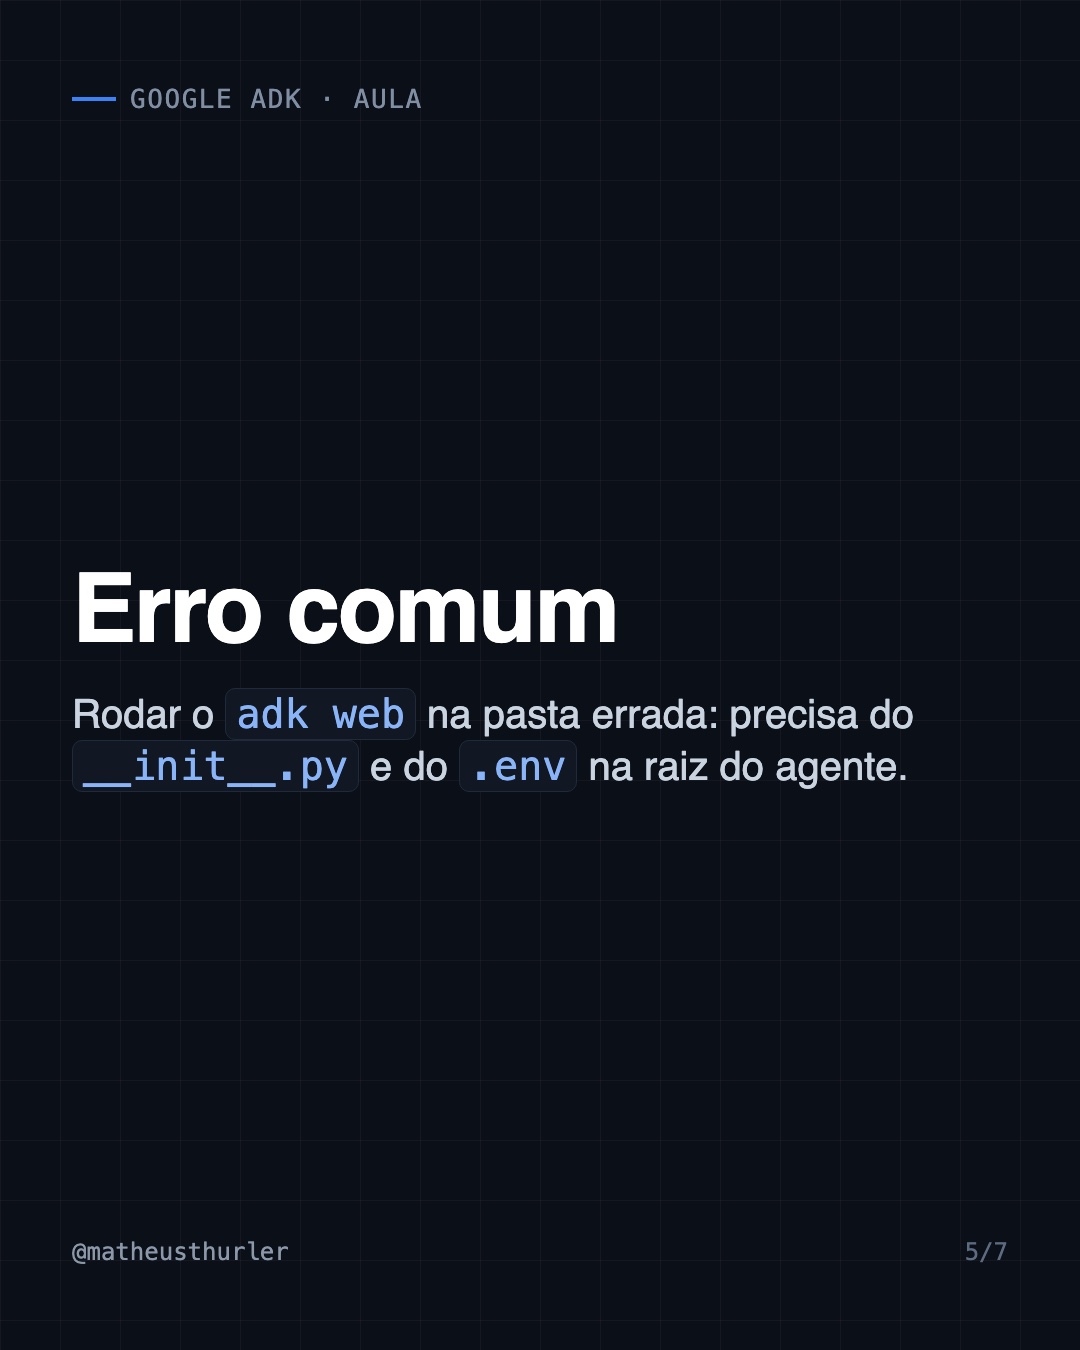 GOOGLE ADK · AULA
Erro comum
Rodar o adk web na pasta errada: precisa do
__init__.py e do .env na raiz do agente.
@matheusthurler
5/7